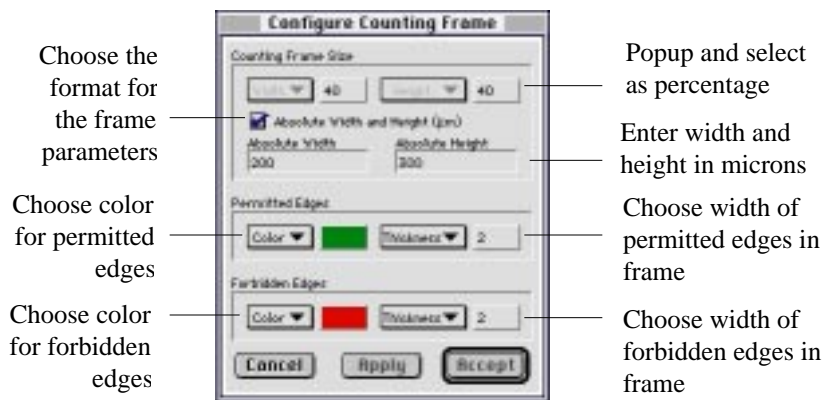 Configure Counting Frame
Choose the
format for
the frame
parameters
Counting Frame Size
Width 40 Height 40
Popup and select
as percentage
Absolute Width and Height (µm)
Absolute Width Absolute Height
200 300
Enter width and
height in microns
Choose color
for permitted
edges
Permitted Edges
Color Thickness 2
Choose width of
permitted edges in
frame
Choose color
for forbidden
edges
Forbidden Edges
Color Thickness 2
Choose width of
forbidden edges in
frame
Cancel Apply Accept